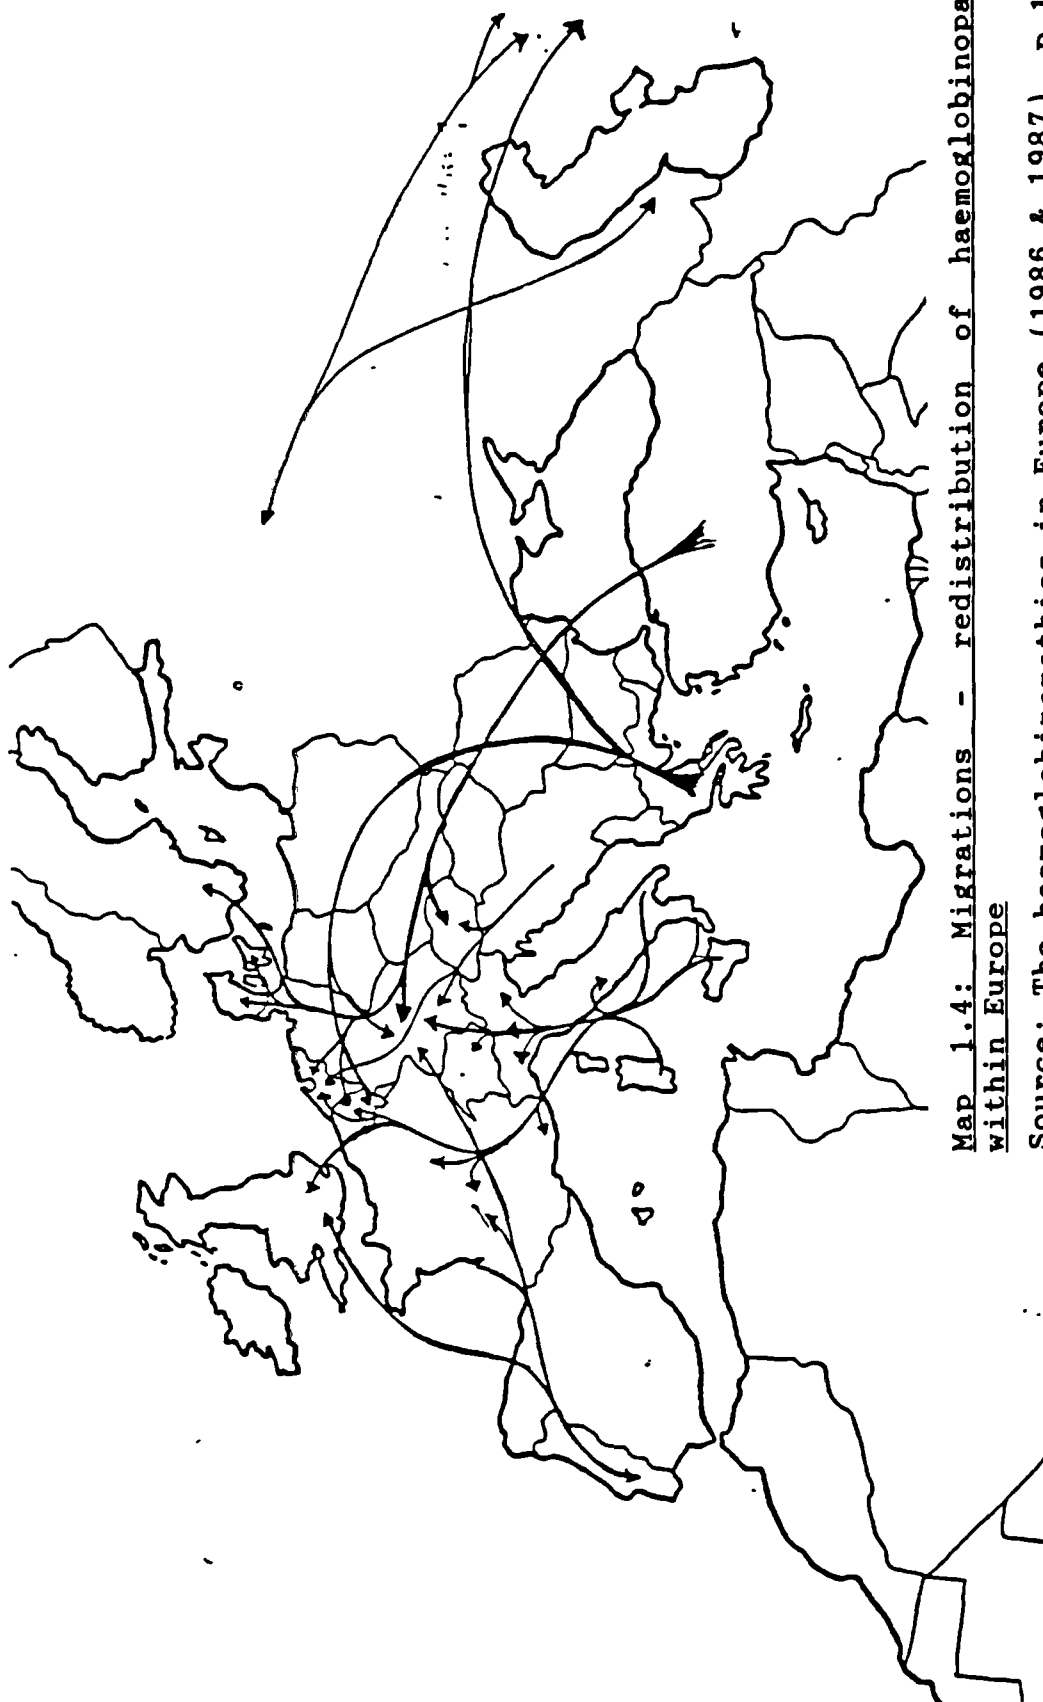 Map 1.4: Migrations - redistribution of haemoglobinopa
within Europe
Source: The haemoglobinopathies in Europe (1986 & 1987)